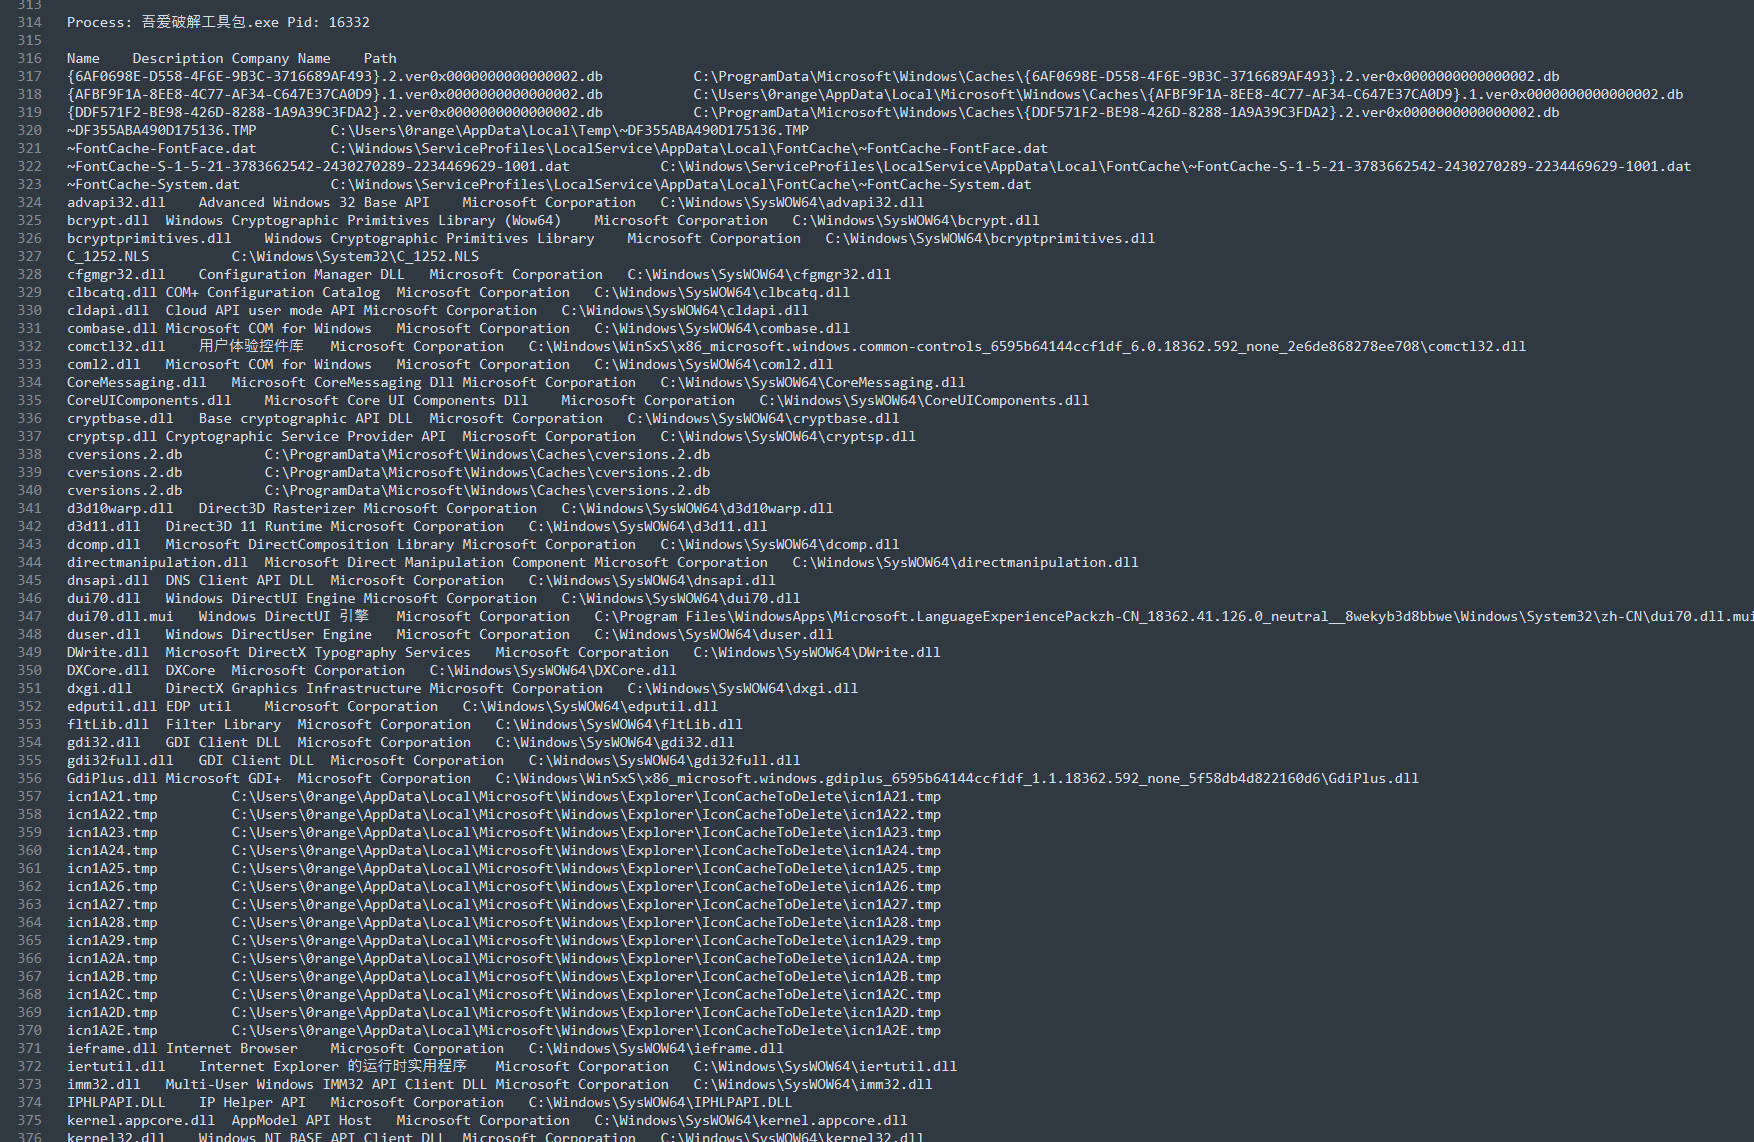 313
314 Process: 吾爱破解工具包.exe Pid: 16332
315
316 Name Description Company Name Path
317 {6AF0698E-D558-4F6E-9B3C-3716689AF493}.2.ver0x0000000000000002.db C:\ProgramData\Microsoft\Windows\Caches\{6AF0698E-D558-4F6E-9B3C-3716689AF493}.2.ver0x0000000000000002.db
318 {AFBF9F1A-8EE8-4C77-AF34-C647E37CA0D9}.1.ver0x0000000000000002.db C:\Users\0range\AppData\Local\Microsoft\Windows\Caches\{AFBF9F1A-8EE8-4C77-AF34-C647E37CA0D9}.1.ver0x0000000000000002.db
319 {DDF571F2-BE98-426D-8288-1A9A39C3FDA2}.2.ver0x0000000000000002.db C:\ProgramData\Microsoft\Windows\Caches\{DDF571F2-BE98-426D-8288-1A9A39C3FDA2}.2.ver0x0000000000000002.db
320 ~DF355ABA490D175136.TMP C:\Users\0range\AppData\Local\Temp\~DF355ABA490D175136.TMP
321 ~FontCache-FontFace.dat C:\Windows\ServiceProfiles\LocalService\AppData\Local\FontCache\~FontCache-FontFace.dat
322 ~FontCache-S-1-5-21-3783662542-2430270289-2234469629-1001.dat C:\Windows\ServiceProfiles\LocalService\AppData\Local\FontCache\~FontCache-S-1-5-21-3783662542-2430270289-2234469629-1001.dat
323 ~FontCache-System.dat C:\Windows\ServiceProfiles\LocalService\AppData\Local\FontCache\~FontCache-System.dat
324 advapi32.dll Advanced Windows 32 Base API Microsoft Corporation C:\Windows\SysWOW64\advapi32.dll
325 bcrypt.dll Windows Cryptographic Primitives Library (Wow64) Microsoft Corporation C:\Windows\SysWOW64\bcrypt.dll
326 bcryptprimitives.dll Windows Cryptographic Primitives Library Microsoft Corporation C:\Windows\SysWOW64\bcryptprimitives.dll
327 C_1252.NLS C:\Windows\System32\C_1252.NLS
328 cfgmgr32.dll Configuration Manager DLL Microsoft Corporation C:\Windows\SysWOW64\cfgmgr32.dll
329 clbcatq.dll COM+ Configuration Catalog Microsoft Corporation C:\Windows\SysWOW64\clbcatq.dll
330 cldapi.dll Cloud API user mode API Microsoft Corporation C:\Windows\SysWOW64\cldapi.dll
331 combase.dll Microsoft COM for Windows Microsoft Corporation C:\Windows\SysWOW64\combase.dll
332 comctl32.dll 用户体验控件库 Microsoft Corporation C:\Windows\WinSxS\x86_microsoft.windows.common-controls_6595b64144ccf1df_6.0.18362.592_none_2e6de868278ee708\comctl32.dll
333 coml2.dll Microsoft COM for Windows Microsoft Corporation C:\Windows\SysWOW64\coml2.dll
334 CoreMessaging.dll Microsoft CoreMessaging Dll Microsoft Corporation C:\Windows\SysWOW64\CoreMessaging.dll
335 CoreUIComponents.dll Microsoft Core UI Components Dll Microsoft Corporation C:\Windows\SysWOW64\CoreUIComponents.dll
336 cryptbase.dll Base cryptographic API DLL Microsoft Corporation C:\Windows\SysWOW64\cryptbase.dll
337 cryptsp.dll Cryptographic Service Provider API Microsoft Corporation C:\Windows\SysWOW64\cryptsp.dll
338 cversions.2.db C:\ProgramData\Microsoft\Windows\Caches\cversions.2.db
339 cversions.2.db C:\ProgramData\Microsoft\Windows\Caches\cversions.2.db
340 cversions.2.db C:\ProgramData\Microsoft\Windows\Caches\cversions.2.db
341 d3d10warp.dll Direct3D Rasterizer Microsoft Corporation C:\Windows\SysWOW64\d3d10warp.dll
342 d3d11.dll Direct3D 11 Runtime Microsoft Corporation C:\Windows\SysWOW64\d3d11.dll
343 dcomp.dll Microsoft DirectComposition Library Microsoft Corporation C:\Windows\SysWOW64\dcomp.dll
344 directmanipulation.dll Microsoft Direct Manipulation Component Microsoft Corporation C:\Windows\SysWOW64\directmanipulation.dll
345 dnsapi.dll DNS Client API DLL Microsoft Corporation C:\Windows\SysWOW64\dnsapi.dll
346 dui70.dll Windows DirectUI Engine Microsoft Corporation C:\Windows\SysWOW64\dui70.dll
347 dui70.dll.mui Windows DirectUI 引擎 Microsoft Corporation C:\Program Files\WindowsApps\Microsoft.LanguageExperiencePackzh-CN_18362.41.126.0_neutral__8wekyb3d8bbwe\Windows\System32\zh-CN\dui70.dll.mui
348 duser.dll Windows DirectUser Engine Microsoft Corporation C:\Windows\SysWOW64\duser.dll
349 DWrite.dll Microsoft DirectX Typography Services Microsoft Corporation C:\Windows\SysWOW64\DWrite.dll
350 DXCore.dll DXCore Microsoft Corporation C:\Windows\SysWOW64\DXCore.dll
351 dxgi.dll DirectX Graphics Infrastructure Microsoft Corporation C:\Windows\SysWOW64\dxgi.dll
352 edputil.dll EDP util Microsoft Corporation C:\Windows\SysWOW64\edputil.dll
353 fltLib.dll Filter Library Microsoft Corporation C:\Windows\SysWOW64\fltLib.dll
354 gdi32.dll GDI Client DLL Microsoft Corporation C:\Windows\SysWOW64\gdi32.dll
355 gdi32full.dll GDI Client DLL Microsoft Corporation C:\Windows\SysWOW64\gdi32full.dll
356 GdiPlus.dll Microsoft GDI+ Microsoft Corporation C:\Windows\WinSxS\x86_microsoft.windows.gdiplus_6595b64144ccf1df_1.1.18362.592_none_5f58db4d822160d6\GdiPlus.dll
357 icn1A21.tmp C:\Users\0range\AppData\Local\Microsoft\Windows\Explorer\IconCacheToDelete\icn1A21.tmp
358 icn1A22.tmp C:\Users\0range\AppData\Local\Microsoft\Windows\Explorer\IconCacheToDelete\icn1A22.tmp
359 icn1A23.tmp C:\Users\0range\AppData\Local\Microsoft\Windows\Explorer\IconCacheToDelete\icn1A23.tmp
360 icn1A24.tmp C:\Users\0range\AppData\Local\Microsoft\Windows\Explorer\IconCacheToDelete\icn1A24.tmp
361 icn1A25.tmp C:\Users\0range\AppData\Local\Microsoft\Windows\Explorer\IconCacheToDelete\icn1A25.tmp
362 icn1A26.tmp C:\Users\0range\AppData\Local\Microsoft\Windows\Explorer\IconCacheToDelete\icn1A26.tmp
363 icn1A27.tmp C:\Users\0range\AppData\Local\Microsoft\Windows\Explorer\IconCacheToDelete\icn1A27.tmp
364 icn1A28.tmp C:\Users\0range\AppData\Local\Microsoft\Windows\Explorer\IconCacheToDelete\icn1A28.tmp
365 icn1A29.tmp C:\Users\0range\AppData\Local\Microsoft\Windows\Explorer\IconCacheToDelete\icn1A29.tmp
366 icn1A2A.tmp C:\Users\0range\AppData\Local\Microsoft\Windows\Explorer\IconCacheToDelete\icn1A2A.tmp
367 icn1A2B.tmp C:\Users\0range\AppData\Local\Microsoft\Windows\Explorer\IconCacheToDelete\icn1A2B.tmp
368 icn1A2C.tmp C:\Users\0range\AppData\Local\Microsoft\Windows\Explorer\IconCacheToDelete\icn1A2C.tmp
369 icn1A2D.tmp C:\Users\0range\AppData\Local\Microsoft\Windows\Explorer\IconCacheToDelete\icn1A2D.tmp
370 icn1A2E.tmp C:\Users\0range\AppData\Local\Microsoft\Windows\Explorer\IconCacheToDelete\icn1A2E.tmp
371 ieframe.dll Internet Browser Microsoft Corporation C:\Windows\SysWOW64\ieframe.dll
372 iertutil.dll Internet Explorer 的运行时实用程序 Microsoft Corporation C:\Windows\SysWOW64\iertutil.dll
373 imm32.dll Multi-User Windows IMM32 API Client DLL Microsoft Corporation C:\Windows\SysWOW64\imm32.dll
374 IPHLPAPI.DLL IP Helper API Microsoft Corporation C:\Windows\SysWOW64\IPHLPAPI.DLL
375 kernel.appcore.dll AppModel API Host Microsoft Corporation C:\Windows\SysWOW64\kernel.appcore.dll
376 kernel32.dll Windows NT BASE API Client DLL Microsoft Corporation C:\Windows\SysWOW64\kernel32.dll